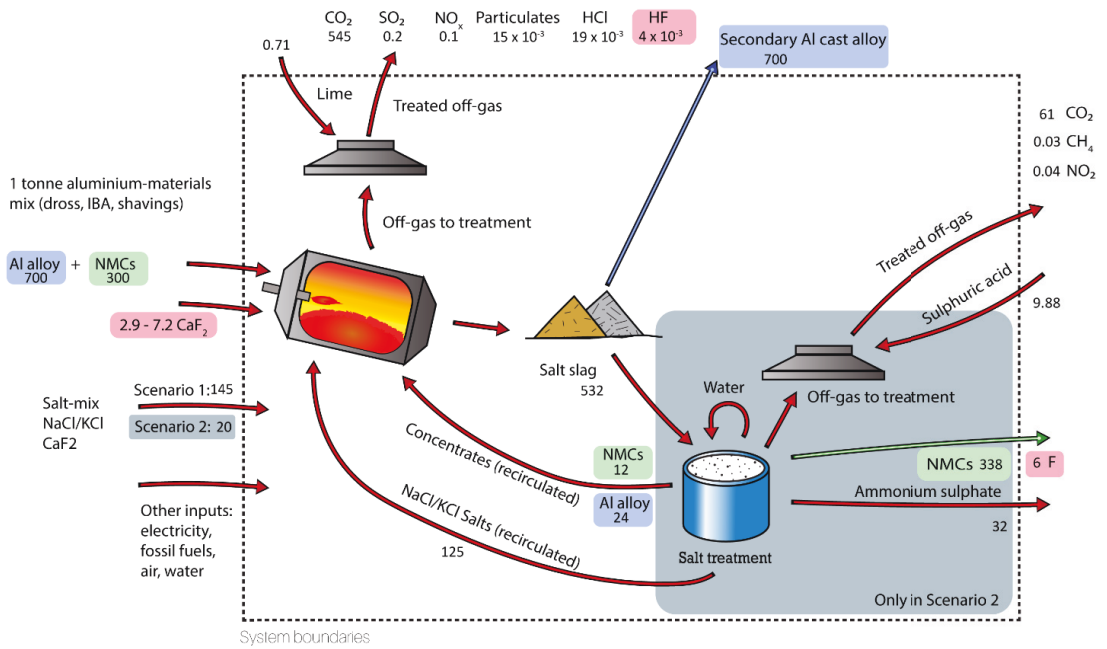 CO₂ SO₂ NOₓ Particulates HCl HF
545 0.2 0.1 15 x 10⁻³ 19 x 10⁻³ 4 x 10⁻³
0.71
Secondary Al cast alloy
700
Lime
Treated off-gas
61 CO₂
0.03 CH₄
0.04 NO₂
1 tonne aluminium-materials
mix (dross, IBA, shavings)
Off-gas to treatment
Treated off-gas
Al alloy + NMCs
700 300
Sulphuric acid
9.88
2.9 - 7.2 CaF₂
Salt slag
532
Water
Off-gas to treatment
Salt-mix
NaCl/KCl
CaF2
Scenario 1:145
Scenario 2: 20
Concentrates (recirculated)
NMCs
12
Al alloy
24
NMCs 338
6 F
Ammonium sulphate
32
NaCl/KCl Salts (recirculated)
125
Other inputs:
electricity,
fossil fuels,
air, water
Salt treatment
Only in Scenario 2
System boundaries